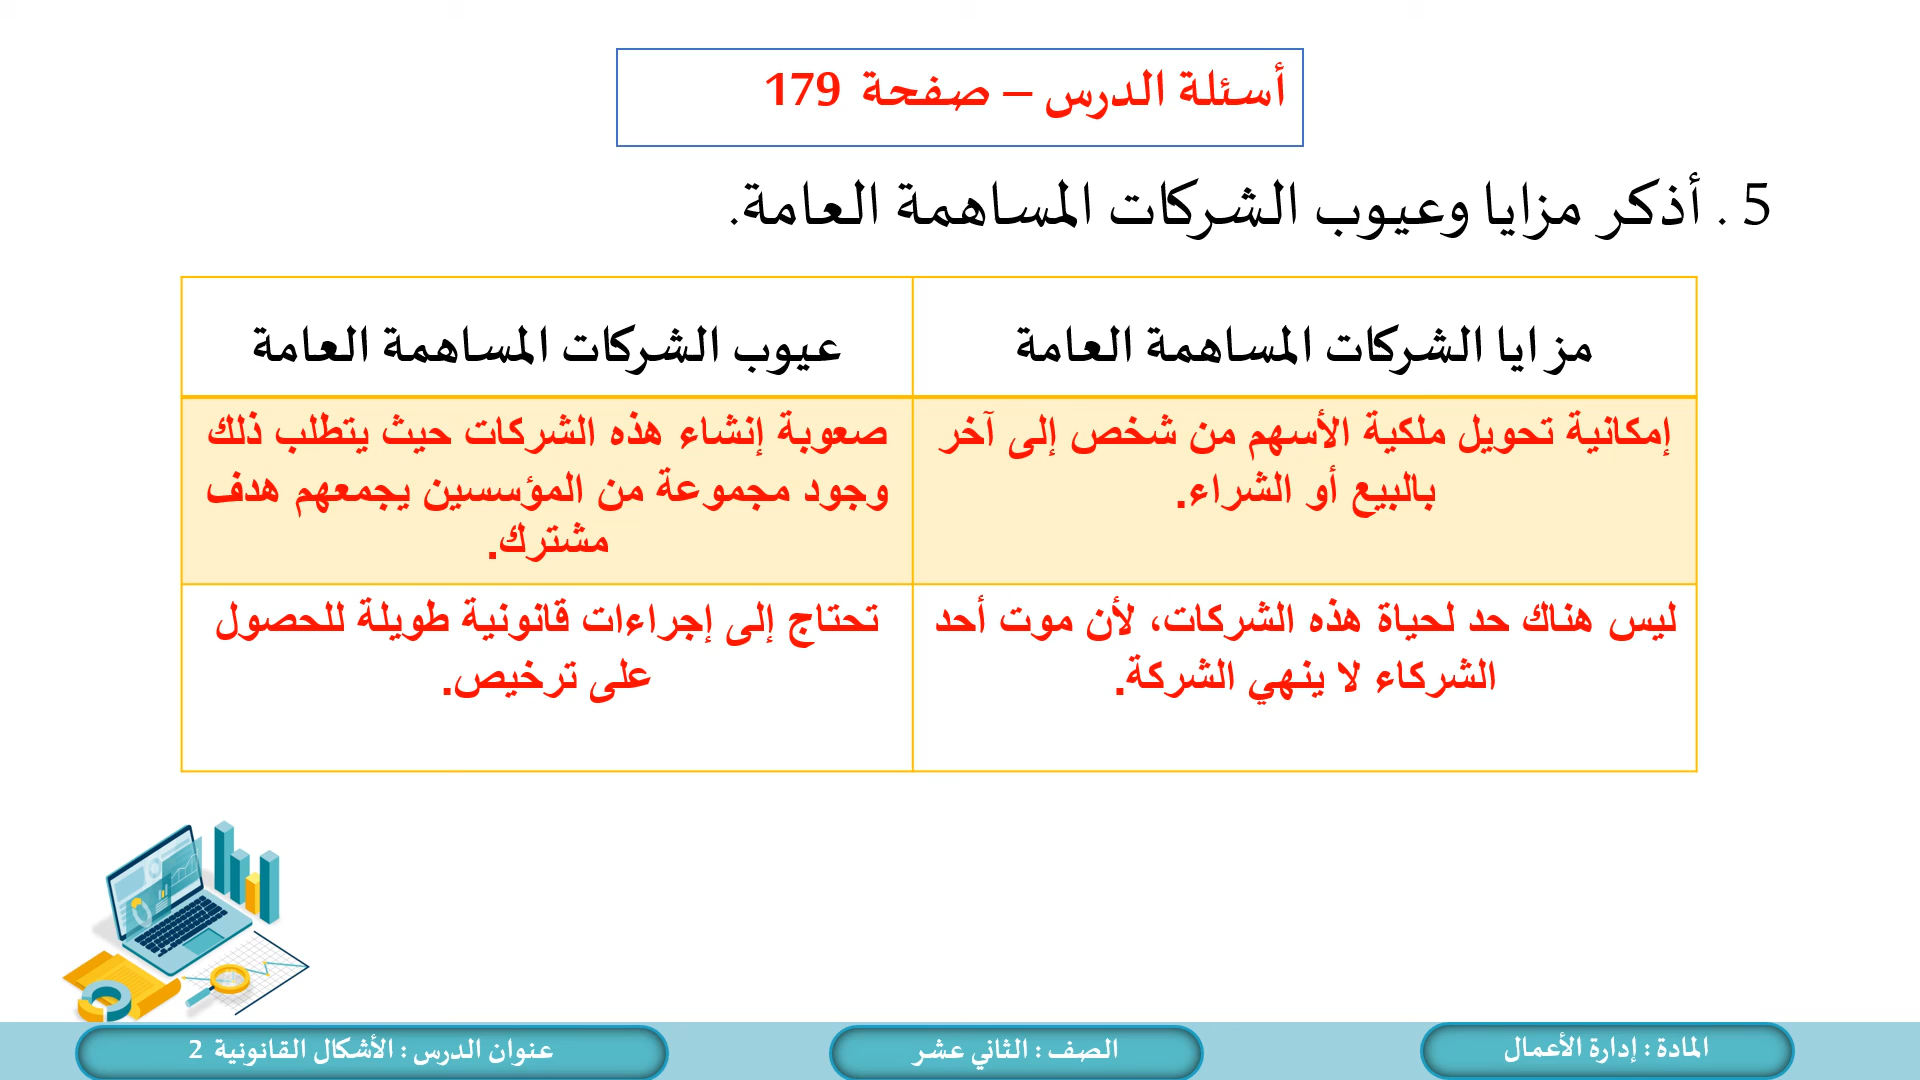 أسئلة الدرس – صفحة 179
5 . أذكر مزايا وعيوب الشركات المساهمة العامة.
مزايا الشركات المساهمة العامة
عيوب الشركات المساهمة العامة
إمكانية تحويل ملكية الأسهم من شخص إلى آخر
بالبيع أو الشراء.
صعوبة إنشاء هذه الشركات حيث يتطلب ذلك
وجود مجموعة من المؤسسين يجمعهم هدف
مشترك.
ليس هناك حد لحياة هذه الشركات، لأن موت أحد
الشركاء لا ينهي الشركة.
تحتاج إلى إجراءات قانونية طويلة للحصول
على ترخيص.
المادة : إدارة الأعمال
الصف : الثاني عشر
عنوان الدرس : الأشكال القانونية 2